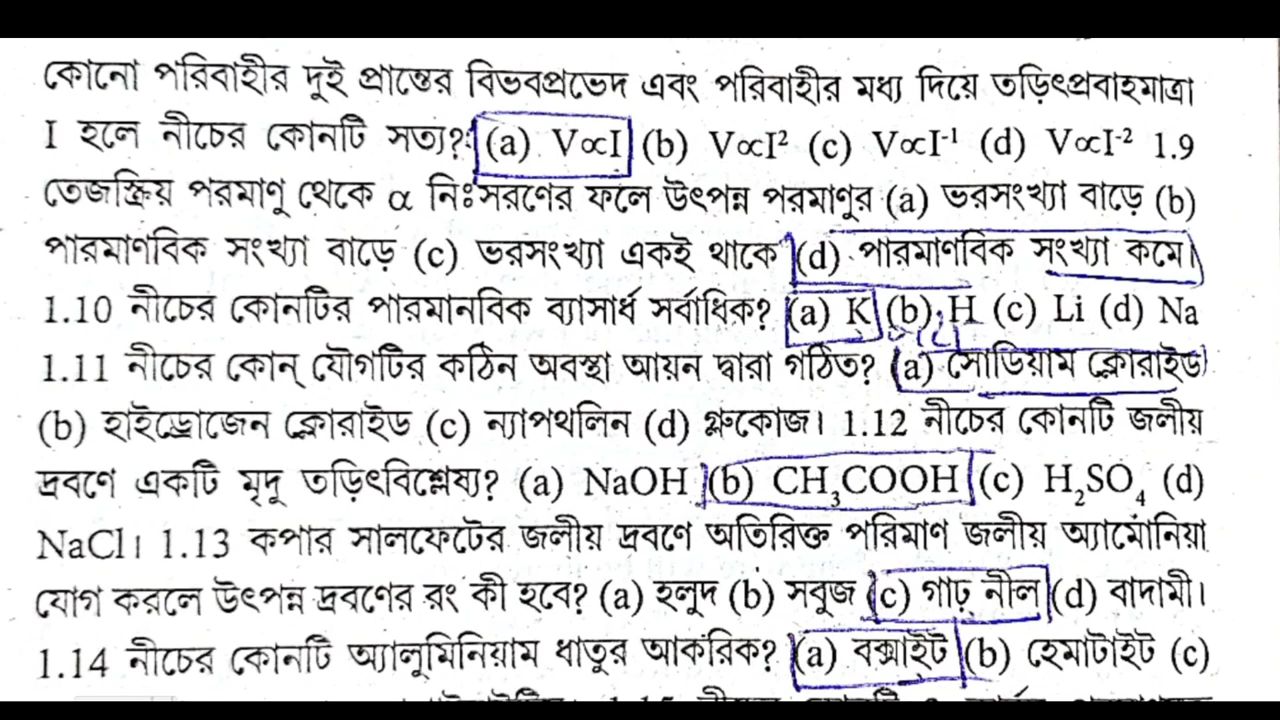 কোনো পরিবাহীর দুই প্রান্তের বিভবপ্রভেদ এবং পরিবাহীর মধ্য দিয়ে তড়িৎপ্রবাহমাত্রা
I হলে নীচের কোনটি সত্য? (a) V∝I (b) V∝I² (c) V∝I⁻¹ (d) V∝I⁻² 1.9
তেজস্ক্রিয় পরমাণু থেকে α নিঃসরণের ফলে উৎপন্ন পরমাণুর (a) ভরসংখ্যা বাড়ে (b)
পারমাণবিক সংখ্যা বাড়ে (c) ভরসংখ্যা একই থাকে (d) পারমাণবিক সংখ্যা কমে।
1.10 নীচের কোনটির পারমানবিক ব্যাসার্ধ সর্বাধিক? (a) K (b) H (c) Li (d) Na
1.11 নীচের কোন্ যৌগটির কঠিন অবস্থা আয়ন দ্বারা গঠিত? (a) সোডিয়াম ক্লোরাইড
(b) হাইড্রোজেন ক্লোরাইড (c) ন্যাপথলিন (d) গ্লুকোজ। 1.12 নীচের কোনটি জলীয়
দ্রবণে একটি মৃদু তড়িৎবিশ্লেষ্য? (a) NaOH (b) CH₃COOH (c) H₂SO₄ (d)
NaCl। 1.13 কপার সালফেটের জলীয় দ্রবণে অতিরিক্ত পরিমাণ জলীয় অ্যামোনিয়া
যোগ করলে উৎপন্ন দ্রবণের রং কী হবে? (a) হলুদ (b) সবুজ (c) গাঢ় নীল (d) বাদামী।
1.14 নীচের কোনটি অ্যালুমিনিয়াম ধাতুর আকরিক? (a) বক্সাইট (b) হেমাটাইট (c)